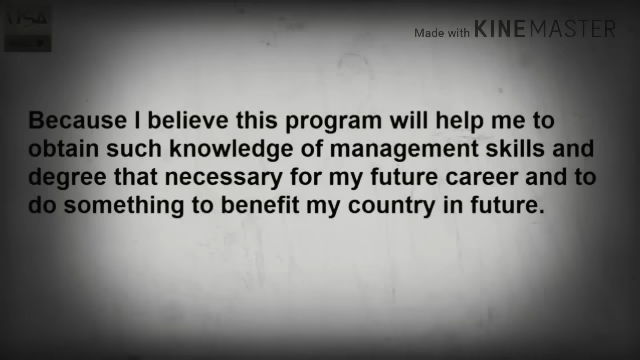 USA
Made with KINEMASTER
Because I believe this program will help me to
obtain such knowledge of management skills and
degree that necessary for my future career and to
do something to benefit my country in future.